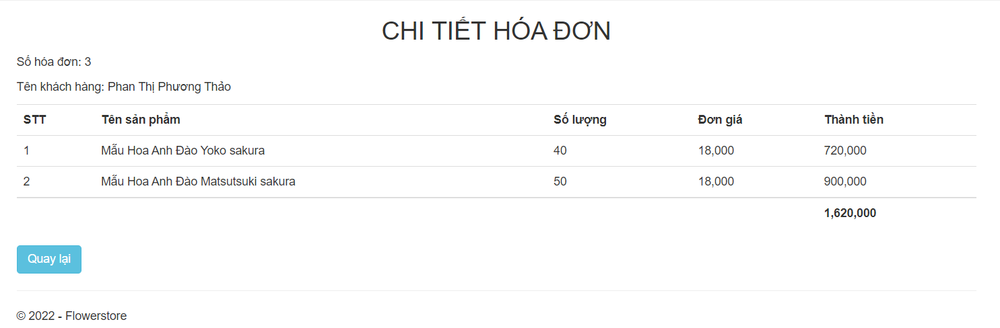 CHI TIẾT HÓA ĐƠN
Số hóa đơn: 3
Tên khách hàng: Phan Thị Phương Thảo
STT Tên sản phẩm Số lượng Đơn giá Thành tiền
1 Mẫu Hoa Anh Đào Yoko sakura 40 18,000 720,000
2 Mẫu Hoa Anh Đào Matsutsuki sakura 50 18,000 900,000
1,620,000
Quay lại
© 2022 - Flowerstore